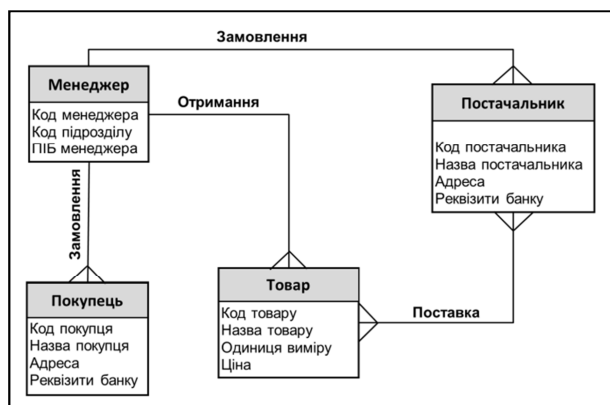 Замовлення
Менеджер
Код менеджера
Код підрозділу
ПІБ менеджера
Отримання
Постачальник
Код постачальника
Назва постачальника
Адреса
Реквізити банку
Замовлення
Покупець
Код покупця
Назва покупця
Адреса
Реквізити банку
Товар
Код товару
Назва товару
Одиниця виміру
Ціна
Поставка